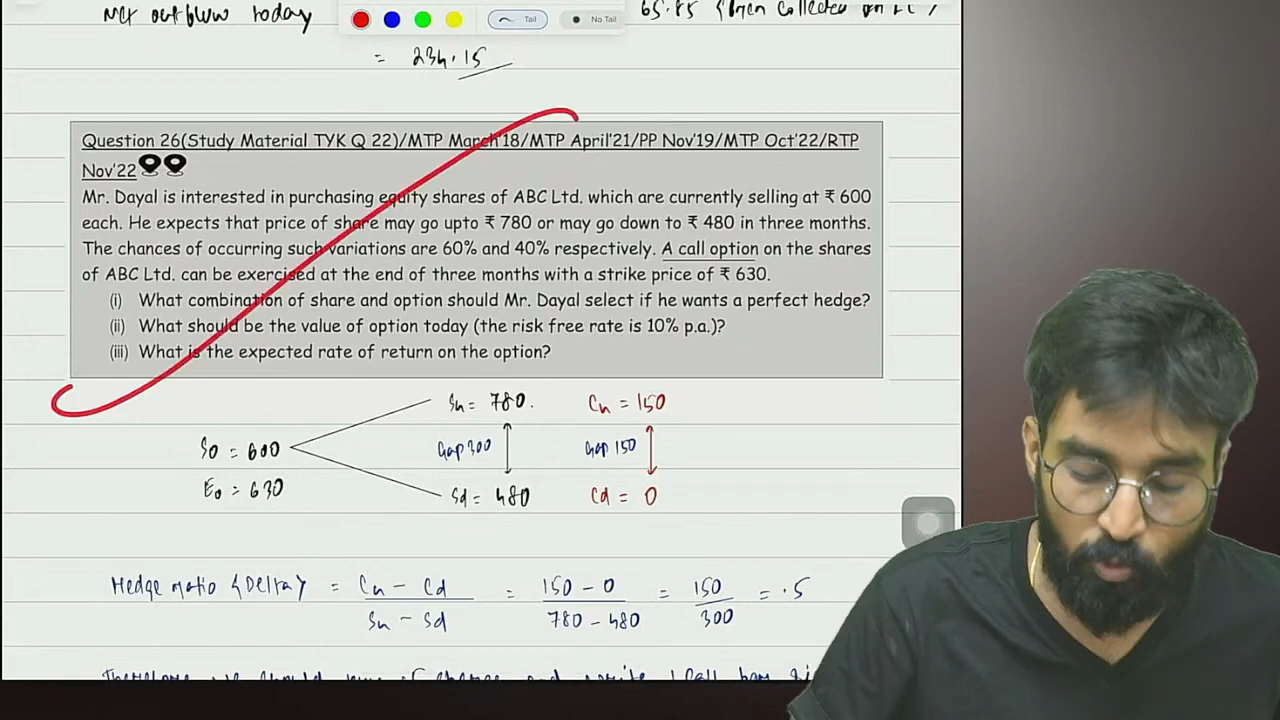 Net outflow today
65.85
Tail
No Tail
= 234.15
Question 26(Study Material TYK Q 22)/MTP March'18/MTP April'21/PP Nov'19/MTP Oct'22/RTP
Nov'22
Mr. Dayal is interested in purchasing equity shares of ABC Ltd. which are currently selling at ₹ 600
each. He expects that price of share may go upto ₹ 780 or may go down to ₹ 480 in three months.
The chances of occurring such variations are 60% and 40% respectively. A call option on the shares
of ABC Ltd. can be exercised at the end of three months with a strike price of ₹ 630.
(i) What combination of share and option should Mr. Dayal select if he wants a perfect hedge?
(ii) What should be the value of option today (the risk free rate is 10% p.a.)?
(iii) What is the expected rate of return on the option?
Su = 780. Cu = 150
So = 600 Gap 300 Gap 150
Eo = 630 Sd = 480 Cd = 0
Hedge ratio {Delta} = Cu - Cd = 150 - 0 = 150 = .5
Su - Sd 780 - 480 300